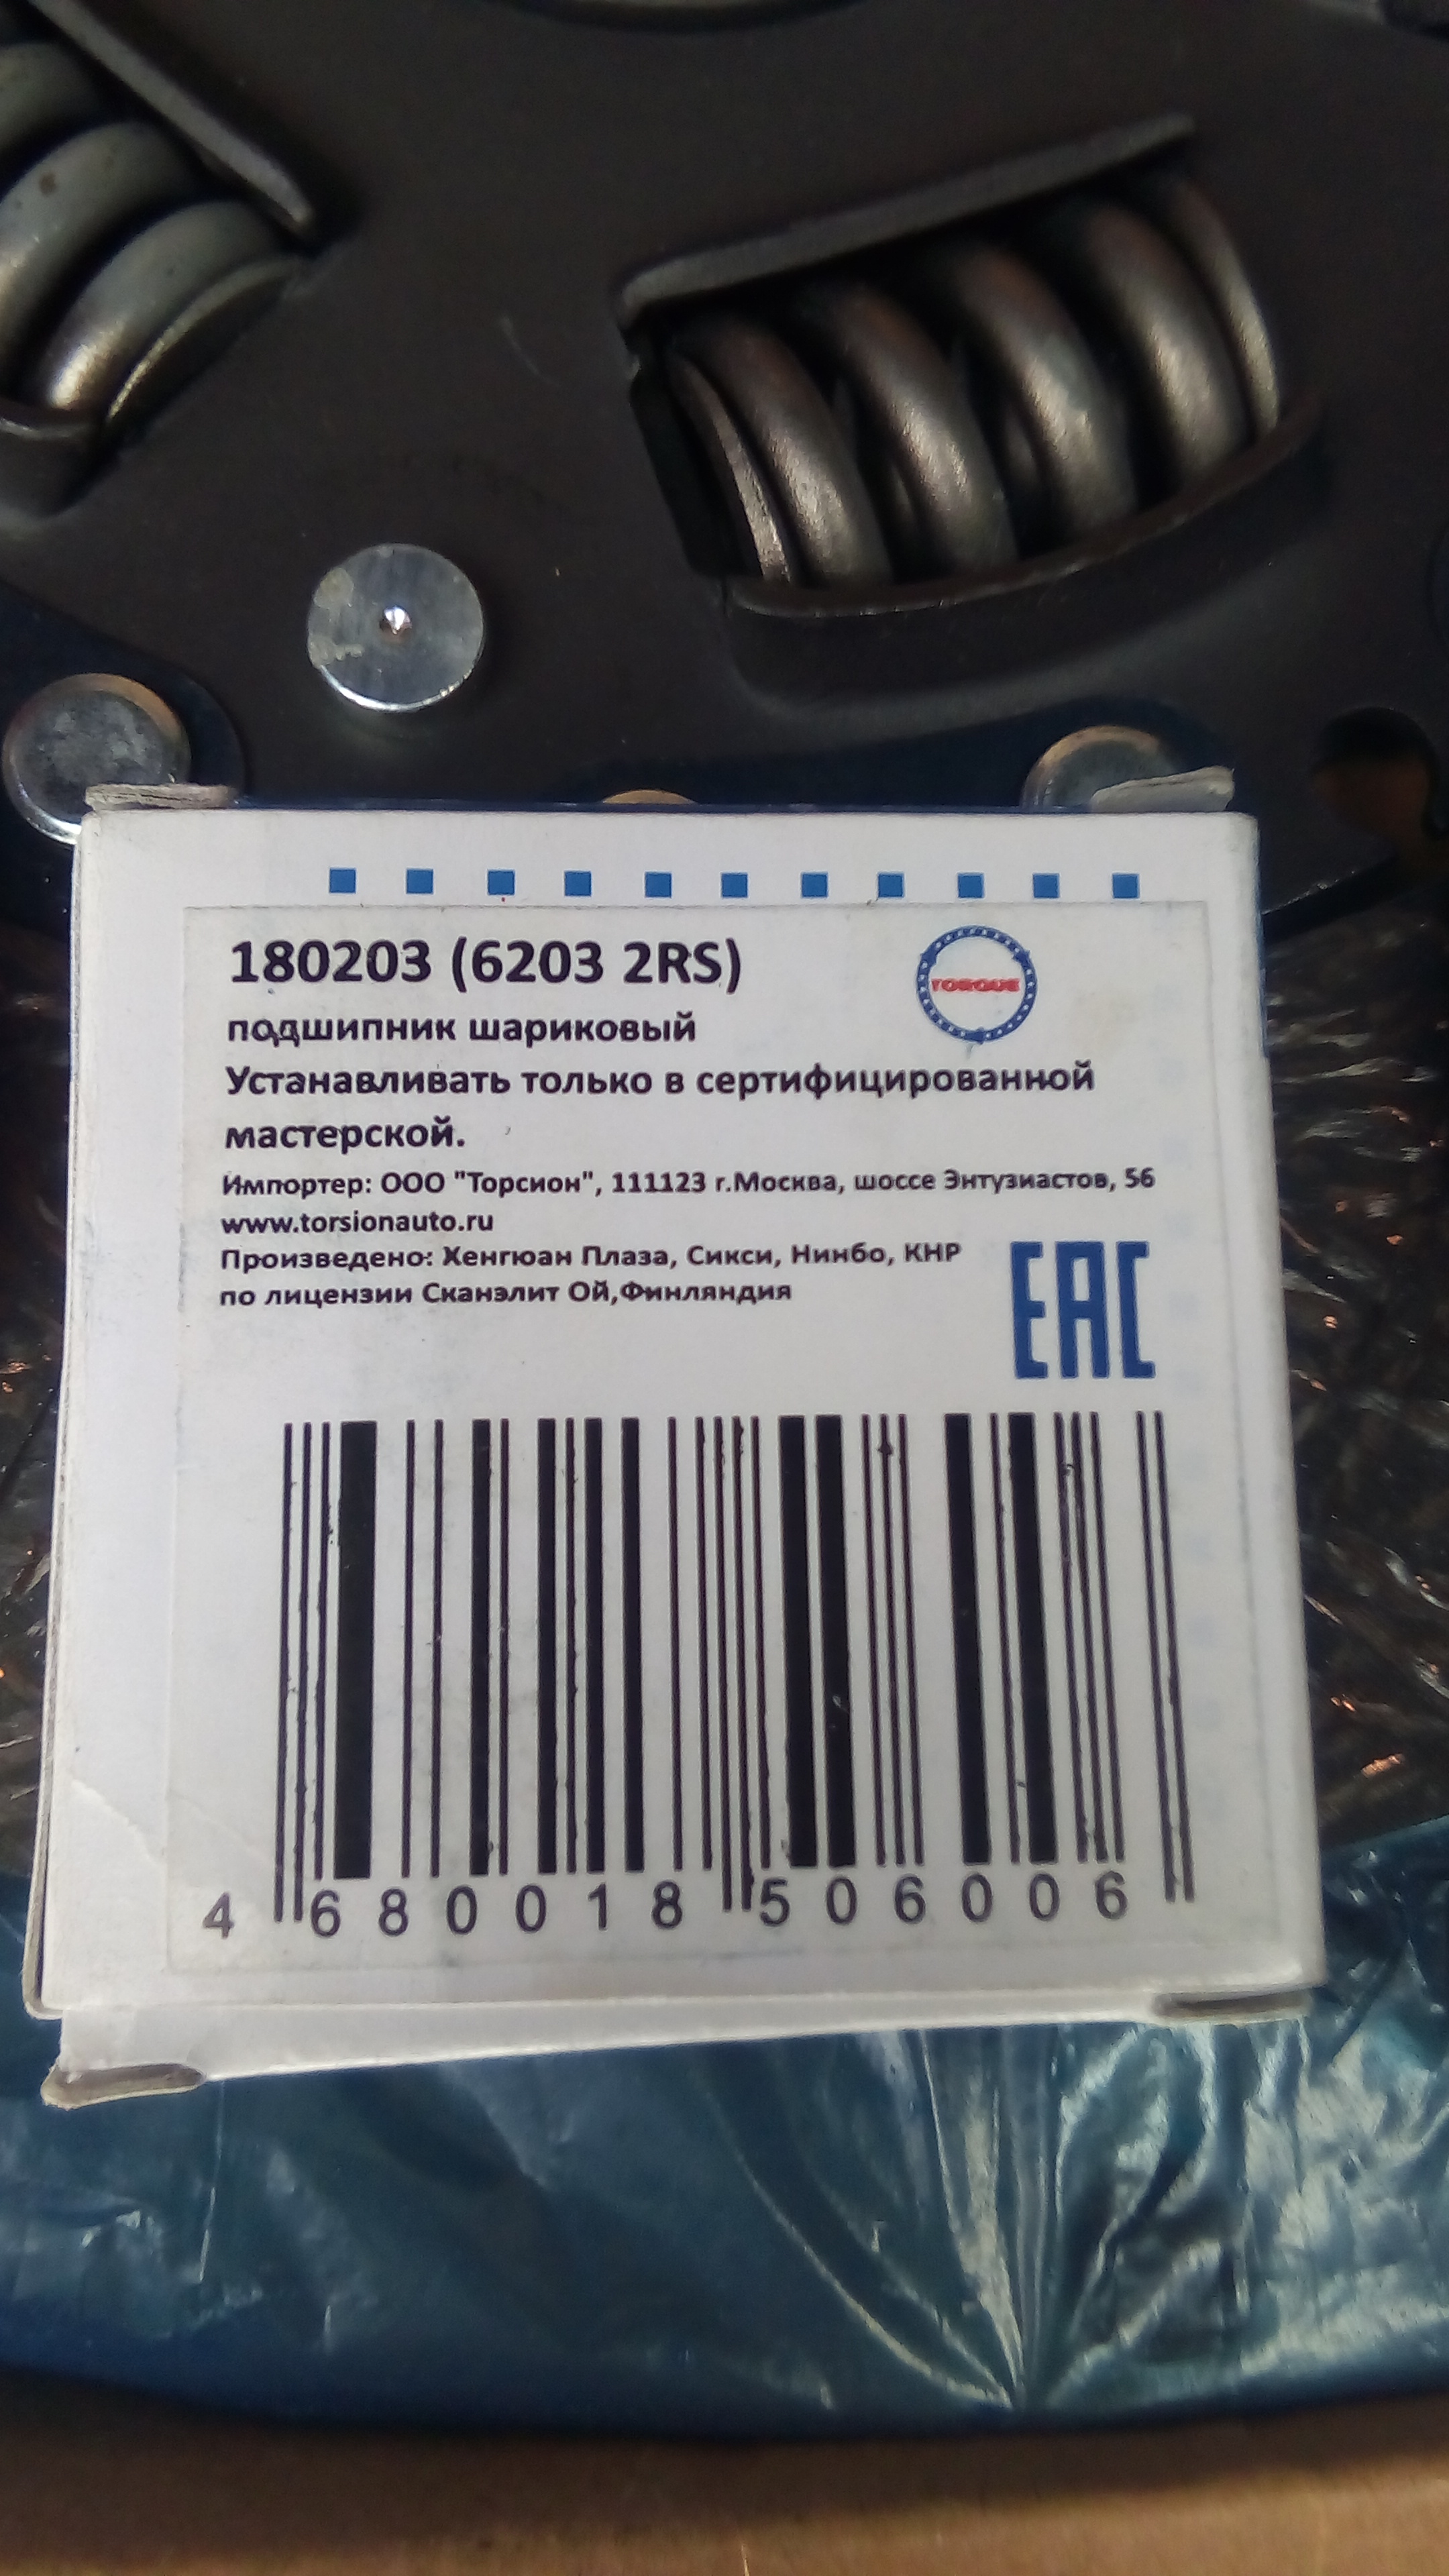 180203 (6203 2RS)
TORQUE
подшипник шариковый
Устанавливать только в сертифицированной
мастерской.
Импортер: ООО "Торсион", 111123 г.Москва, шоссе Энтузиастов, 56
www.torsionauto.ru
Произведено: Хенгюан Плаза, Сикси, Нинбо, КНР
по лицензии Сканэлит Ой,Финляндия
EAC
4 680018 506006